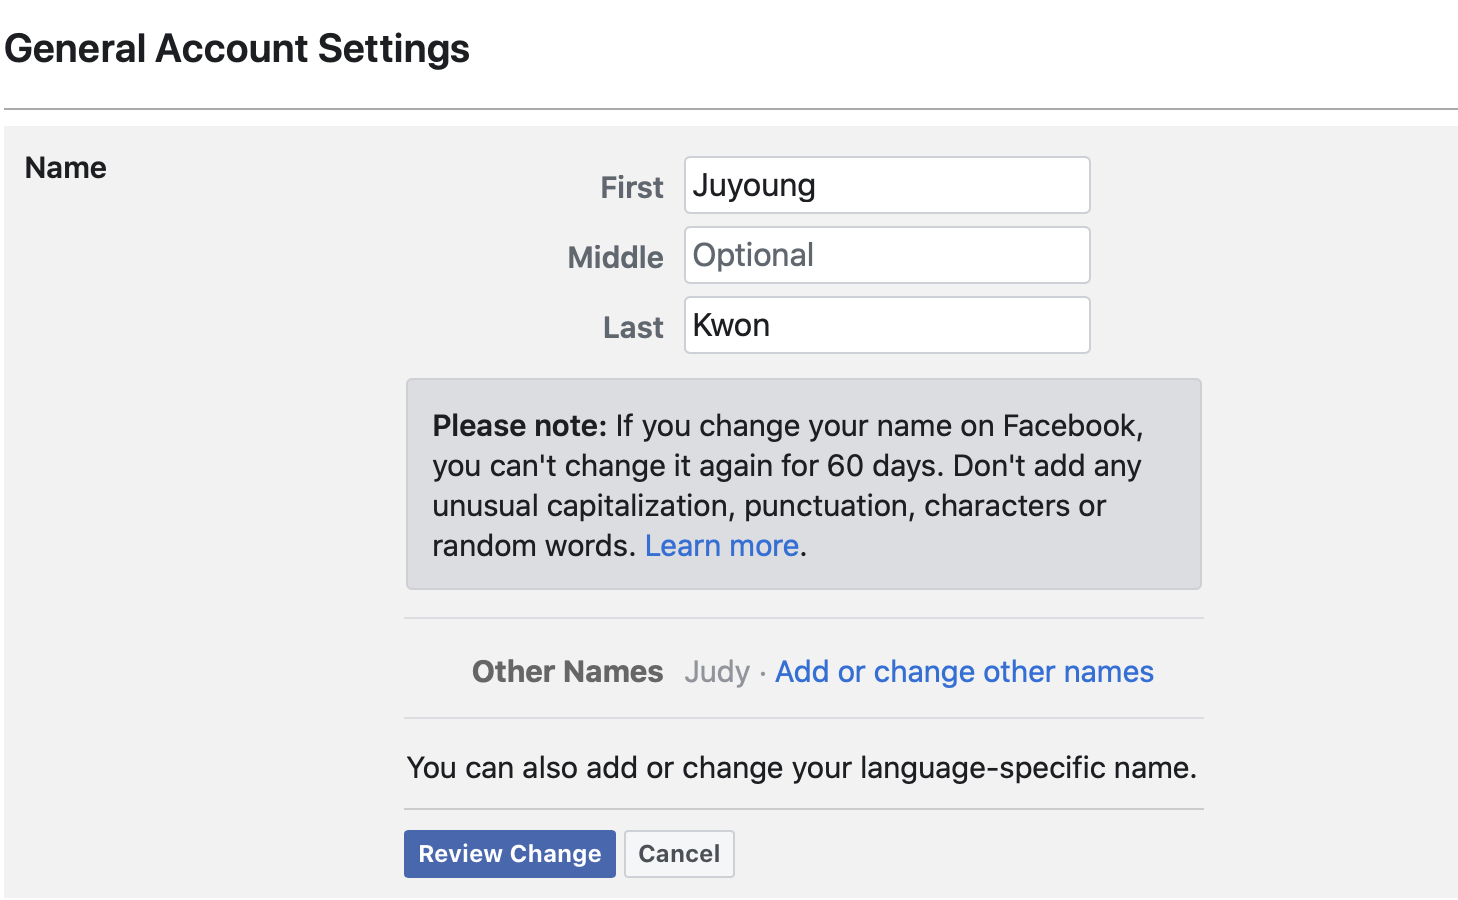 General Account Settings
Name
First Juyoung
Middle Optional
Last Kwon
Please note: If you change your name on Facebook,
you can't change it again for 60 days. Don't add any
unusual capitalization, punctuation, characters or
random words. Learn more.
Other Names Judy · Add or change other names
You can also add or change your language-specific name.
Review Change Cancel